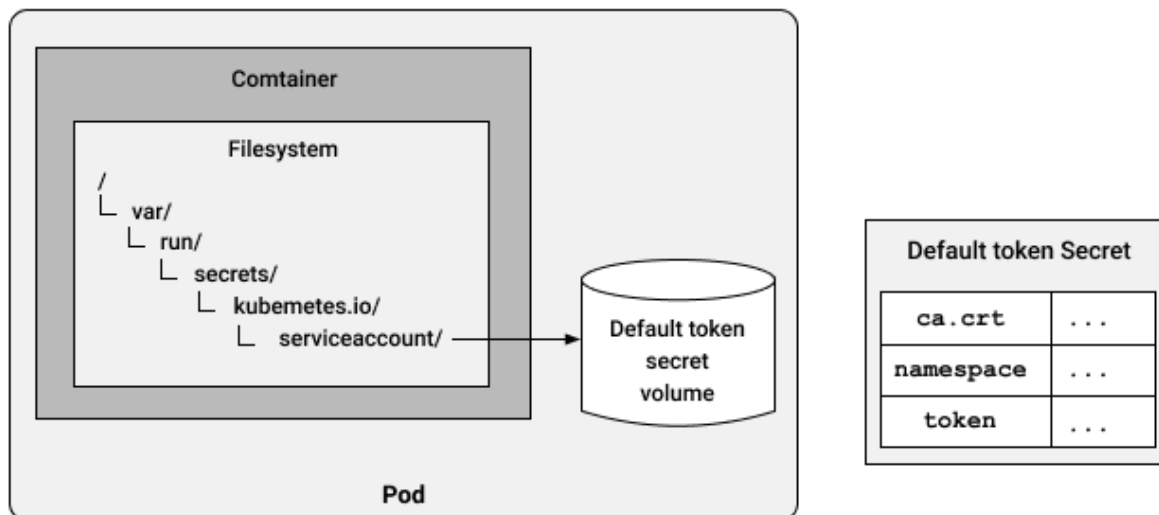 Comtainer
Filesystem
/
var/
run/
secrets/
kubemetes.io/
serviceaccount/
Default token
secret
volume
Pod
Default token Secret
ca.crt ...
namespace ...
token ...